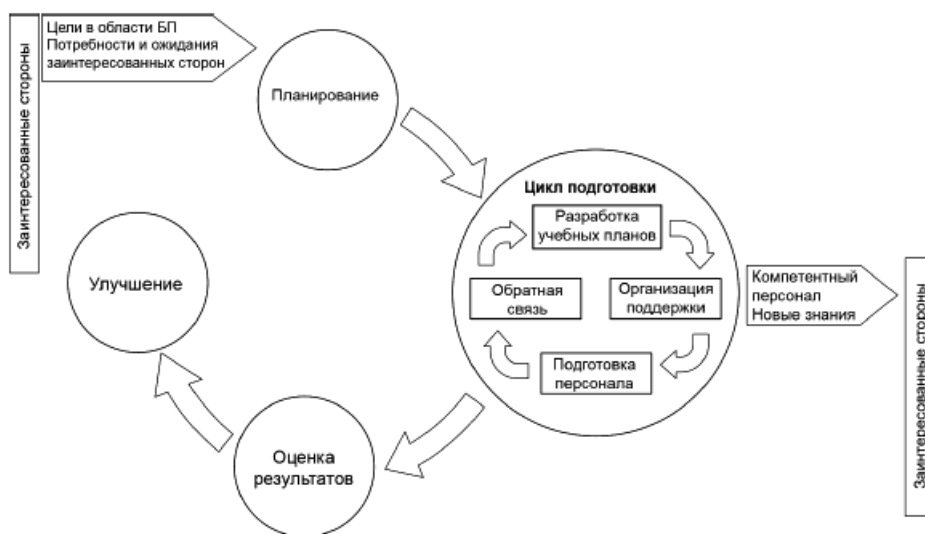 Заинтересованные стороны
Цели в области БП
Потребности и ожидания
заинтересованных сторон
Планирование
Цикл подготовки
Разработка
учебных планов
Обратная
связь
Организация
поддержки
Подготовка
персонала
Улучшение
Оценка
результатов
Компетентный
персонал
Новые знания
Заинтересованные стороны